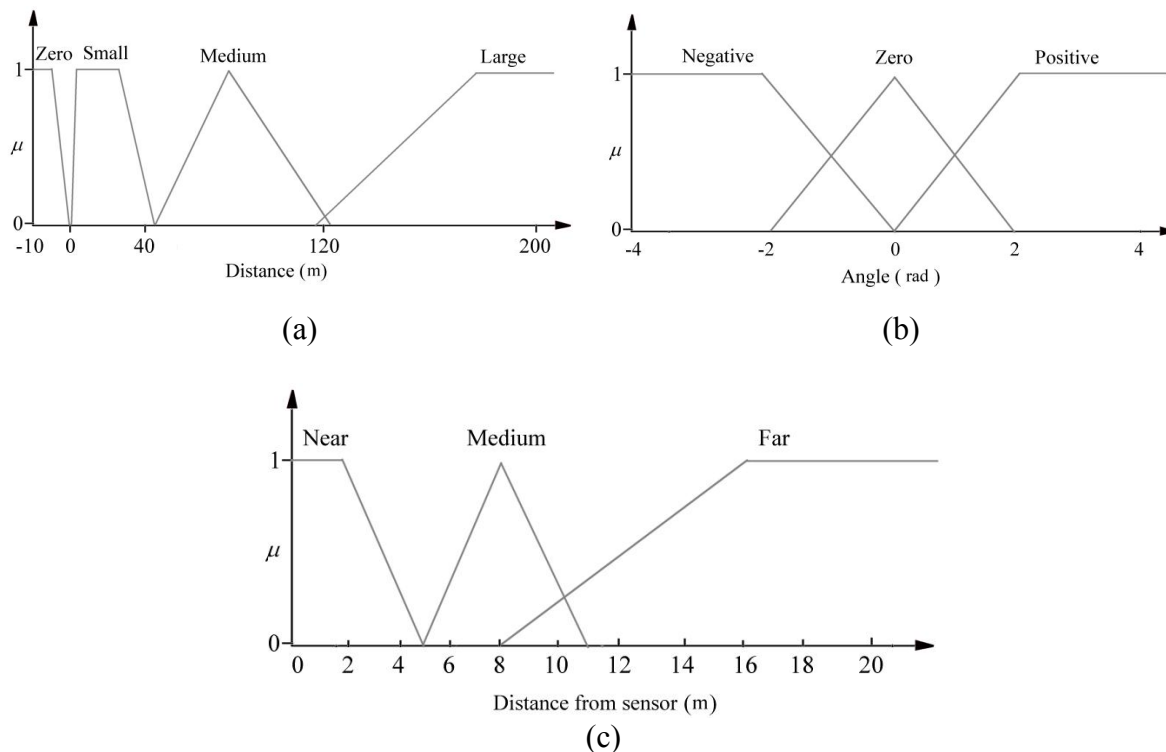 Zero Small Medium Large
1
μ
0
-10 0 40 120 200
Distance (m)
(a)
Negative Zero Positive
1
μ
0
-4 -2 0 2 4
Angle ( rad )
(b)
Near Medium Far
1
μ
0
0 2 4 6 8 10 12 14 16 18 20
Distance from sensor (m)
(c)